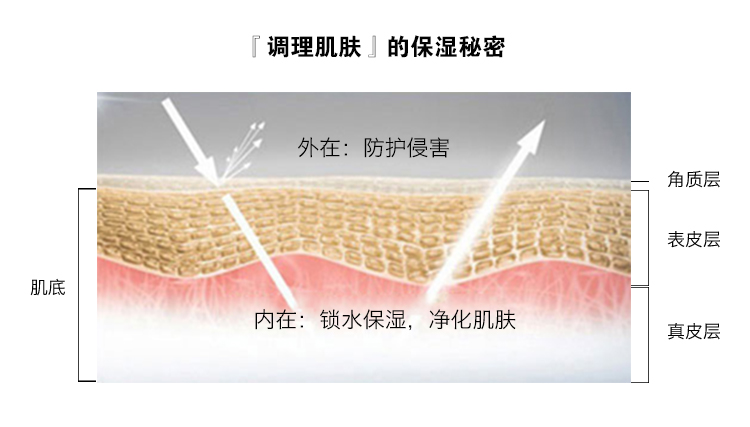 『调理肌肤』的保湿秘密
外在：防护侵害
角质层
表皮层
肌底
内在：锁水保湿，净化肌肤
真皮层